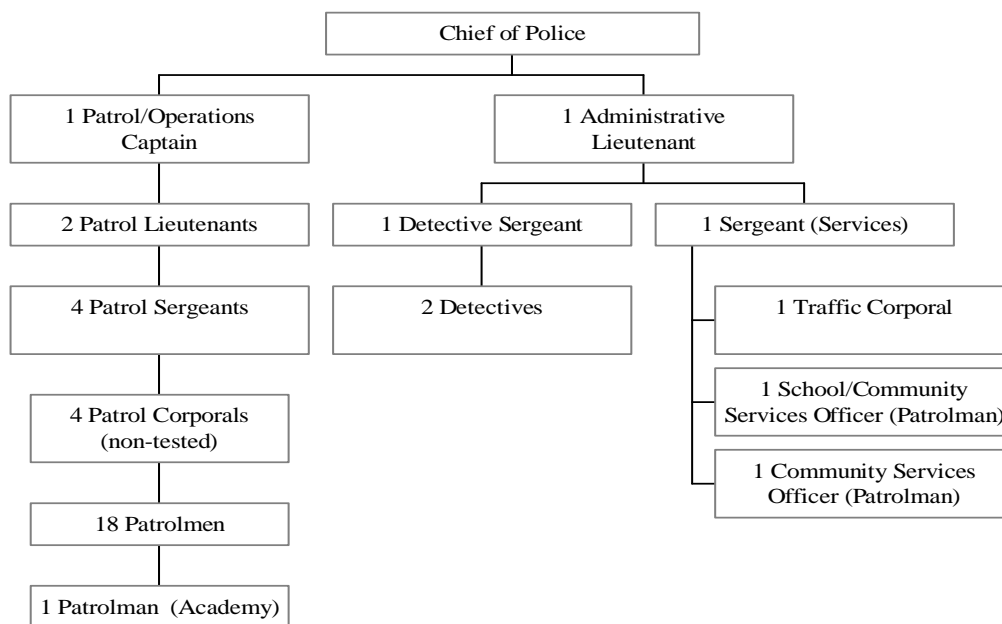 Chief of Police
1 Patrol/Operations
Captain
1 Administrative
Lieutenant
2 Patrol Lieutenants
1 Detective Sergeant
1 Sergeant (Services)
4 Patrol Sergeants
2 Detectives
1 Traffic Corporal
4 Patrol Corporals
(non-tested)
1 School/Community
Services Officer (Patrolman)
1 Community Services
Officer (Patrolman)
18 Patrolmen
1 Patrolman (Academy)